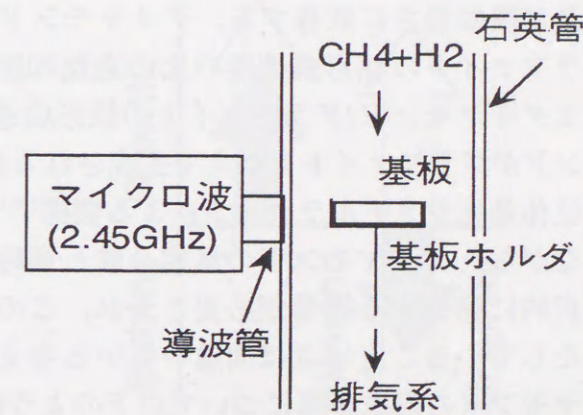 石英管
CH4+H2
基板
マイクロ波
(2.45GHz)
基板ホルダ
導波管
排気系